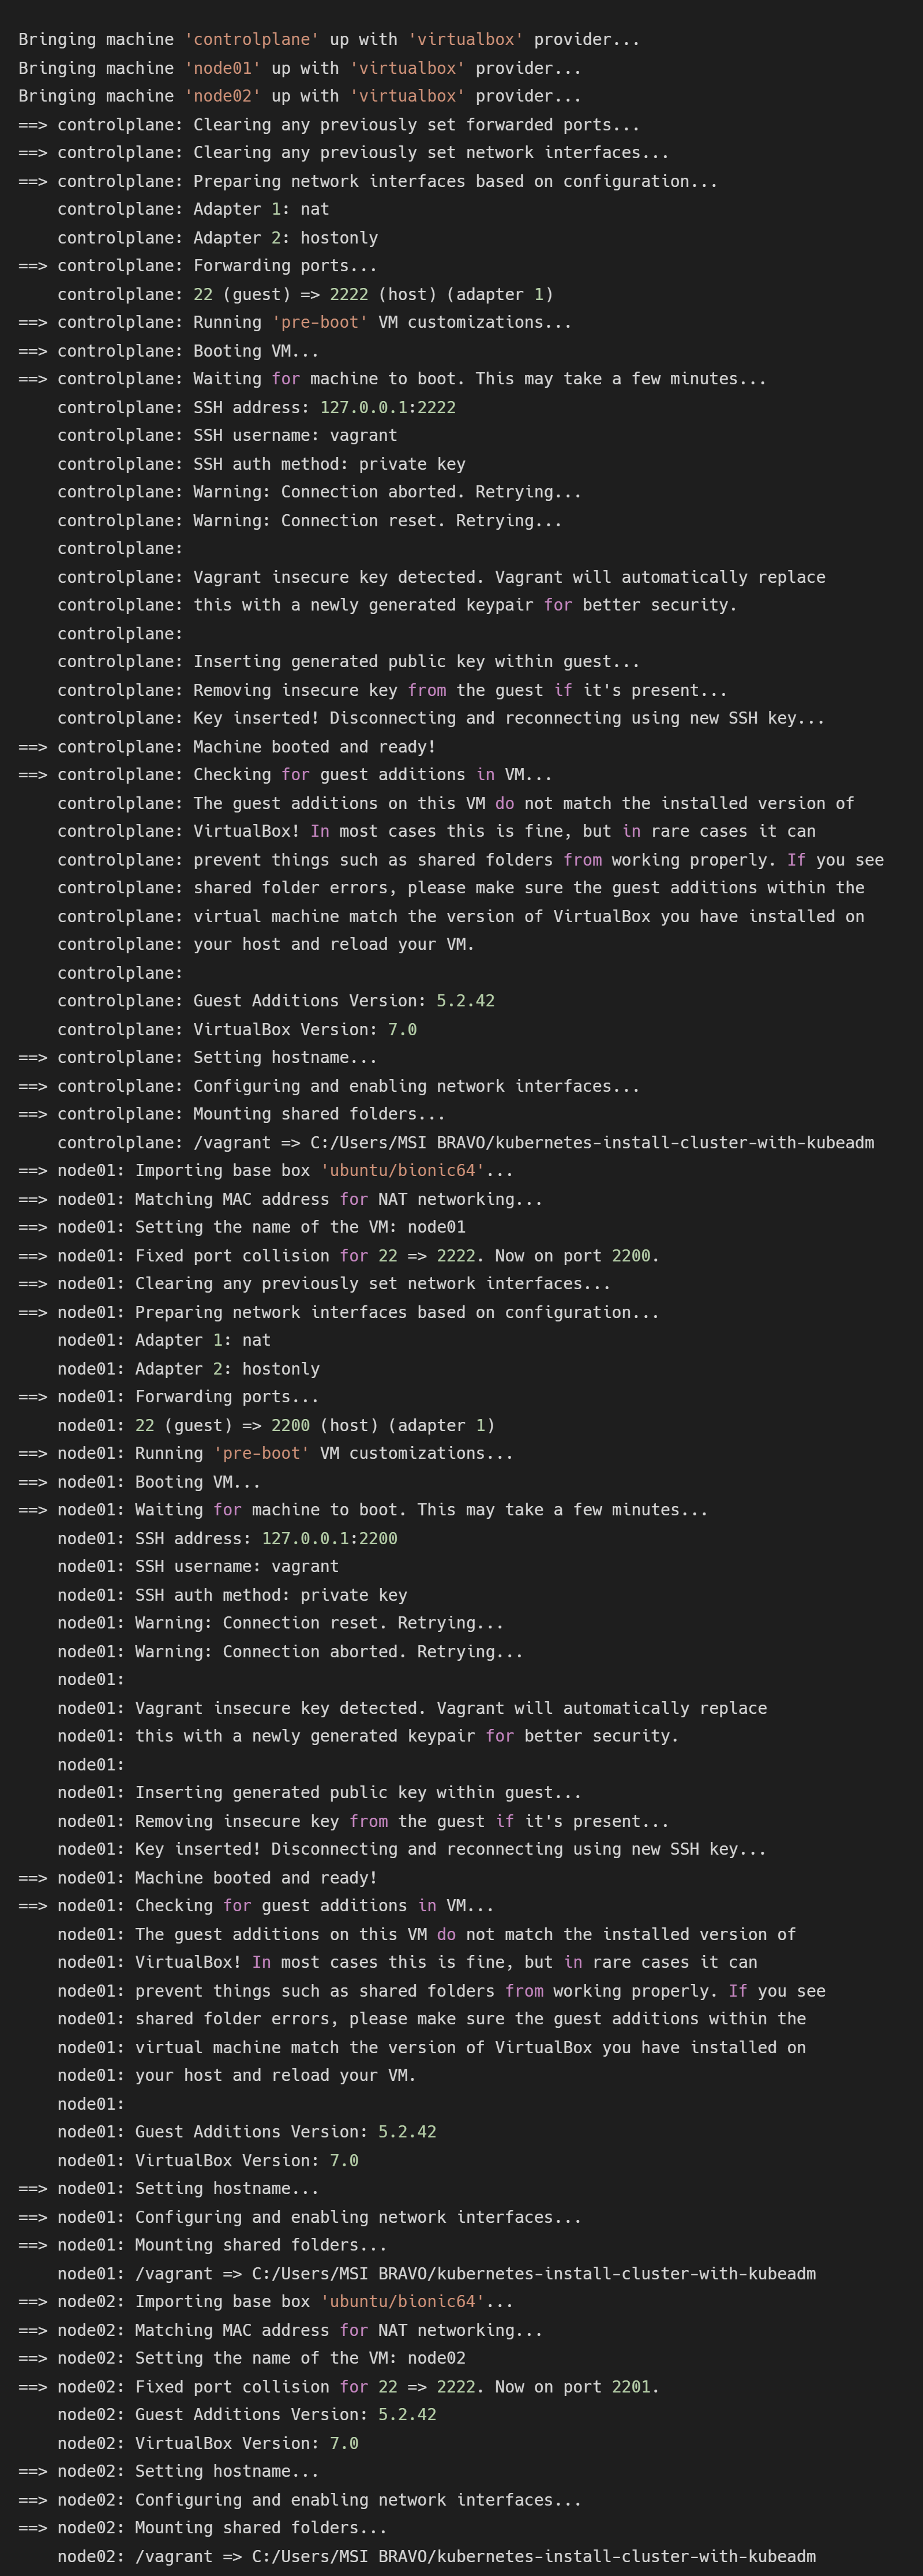 Bringing machine 'controlplane' up with 'virtualbox' provider...
Bringing machine 'node01' up with 'virtualbox' provider...
Bringing machine 'node02' up with 'virtualbox' provider...
==> controlplane: Clearing any previously set forwarded ports...
==> controlplane: Clearing any previously set network interfaces...
==> controlplane: Preparing network interfaces based on configuration...
    controlplane: Adapter 1: nat
    controlplane: Adapter 2: hostonly
==> controlplane: Forwarding ports...
    controlplane: 22 (guest) => 2222 (host) (adapter 1)
==> controlplane: Running 'pre-boot' VM customizations...
==> controlplane: Booting VM...
==> controlplane: Waiting for machine to boot. This may take a few minutes...
    controlplane: SSH address: 127.0.0.1:2222
    controlplane: SSH username: vagrant
    controlplane: SSH auth method: private key
    controlplane: Warning: Connection aborted. Retrying...
    controlplane: Warning: Connection reset. Retrying...
    controlplane:
    controlplane: Vagrant insecure key detected. Vagrant will automatically replace
    controlplane: this with a newly generated keypair for better security.
    controlplane:
    controlplane: Inserting generated public key within guest...
    controlplane: Removing insecure key from the guest if it's present...
    controlplane: Key inserted! Disconnecting and reconnecting using new SSH key...
==> controlplane: Machine booted and ready!
==> controlplane: Checking for guest additions in VM...
    controlplane: The guest additions on this VM do not match the installed version of
    controlplane: VirtualBox! In most cases this is fine, but in rare cases it can
    controlplane: prevent things such as shared folders from working properly. If you see
    controlplane: shared folder errors, please make sure the guest additions within the
    controlplane: virtual machine match the version of VirtualBox you have installed on
    controlplane: your host and reload your VM.
    controlplane:
    controlplane: Guest Additions Version: 5.2.42
    controlplane: VirtualBox Version: 7.0
==> controlplane: Setting hostname...
==> controlplane: Configuring and enabling network interfaces...
==> controlplane: Mounting shared folders...
    controlplane: /vagrant => C:/Users/MSI BRAVO/kubernetes-install-cluster-with-kubeadm
==> node01: Importing base box 'ubuntu/bionic64'...
==> node01: Matching MAC address for NAT networking...
==> node01: Setting the name of the VM: node01
==> node01: Fixed port collision for 22 => 2222. Now on port 2200.
==> node01: Clearing any previously set network interfaces...
==> node01: Preparing network interfaces based on configuration...
    node01: Adapter 1: nat
    node01: Adapter 2: hostonly
==> node01: Forwarding ports...
    node01: 22 (guest) => 2200 (host) (adapter 1)
==> node01: Running 'pre-boot' VM customizations...
==> node01: Booting VM...
==> node01: Waiting for machine to boot. This may take a few minutes...
    node01: SSH address: 127.0.0.1:2200
    node01: SSH username: vagrant
    node01: SSH auth method: private key
    node01: Warning: Connection reset. Retrying...
    node01: Warning: Connection aborted. Retrying...
    node01:
    node01: Vagrant insecure key detected. Vagrant will automatically replace
    node01: this with a newly generated keypair for better security.
    node01:
    node01: Inserting generated public key within guest...
    node01: Removing insecure key from the guest if it's present...
    node01: Key inserted! Disconnecting and reconnecting using new SSH key...
==> node01: Machine booted and ready!
==> node01: Checking for guest additions in VM...
    node01: The guest additions on this VM do not match the installed version of
    node01: VirtualBox! In most cases this is fine, but in rare cases it can
    node01: prevent things such as shared folders from working properly. If you see
    node01: shared folder errors, please make sure the guest additions within the
    node01: virtual machine match the version of VirtualBox you have installed on
    node01: your host and reload your VM.
    node01:
    node01: Guest Additions Version: 5.2.42
    node01: VirtualBox Version: 7.0
==> node01: Setting hostname...
==> node01: Configuring and enabling network interfaces...
==> node01: Mounting shared folders...
    node01: /vagrant => C:/Users/MSI BRAVO/kubernetes-install-cluster-with-kubeadm
==> node02: Importing base box 'ubuntu/bionic64'...
==> node02: Matching MAC address for NAT networking...
==> node02: Setting the name of the VM: node02
==> node02: Fixed port collision for 22 => 2222. Now on port 2201.
    node02: Guest Additions Version: 5.2.42
    node02: VirtualBox Version: 7.0
==> node02: Setting hostname...
==> node02: Configuring and enabling network interfaces...
==> node02: Mounting shared folders...
    node02: /vagrant => C:/Users/MSI BRAVO/kubernetes-install-cluster-with-kubeadm